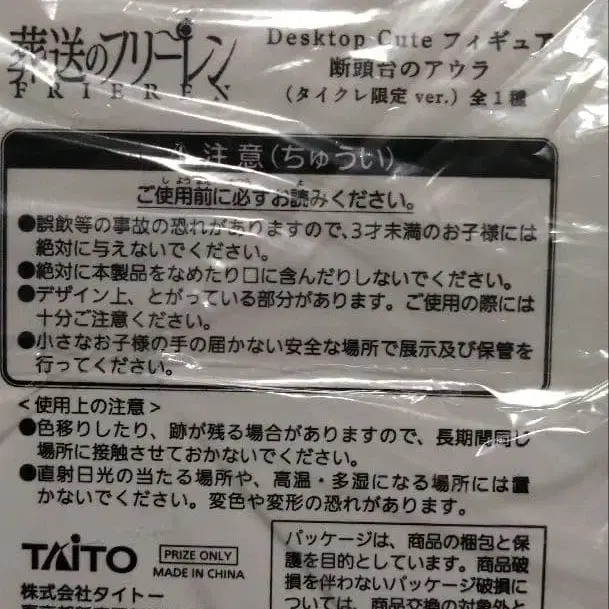 葬送のフリーレン
FRIEREN
Desktop Cute フィギュア
断頭台のアウラ
(タイクレ限定 ver.) 全1種
注意(ちゅうい)
ご使用前に必ずお読みください。
●誤飲等の事故の恐れがありますので、3才未満のお子様には
絶対に与えないでください。
●絶対に本製品をなめたり口に含んだりしないでください。
●デザイン上、とがっている部分があります。ご使用の際には
十分ご注意ください。
●小さなお子様の手の届かない安全な場所で展示及び保管を
行ってください。
<使用上の注意>
●色移りしたり、跡が残る場合がありますので、長期間同じ
場所に接触させておかないでください。
●直射日光の当たる場所や、高温・多湿になる場所には置
かないでください。変色や変形の恐れがあります。
TAITO
PRIZE ONLY
MADE IN CHINA
株式会社タイトー
パッケージは、商品の梱包と保
護を目的としています。商品破
損を伴わないパッケージ破損に
ついては、商品交換の対象外と